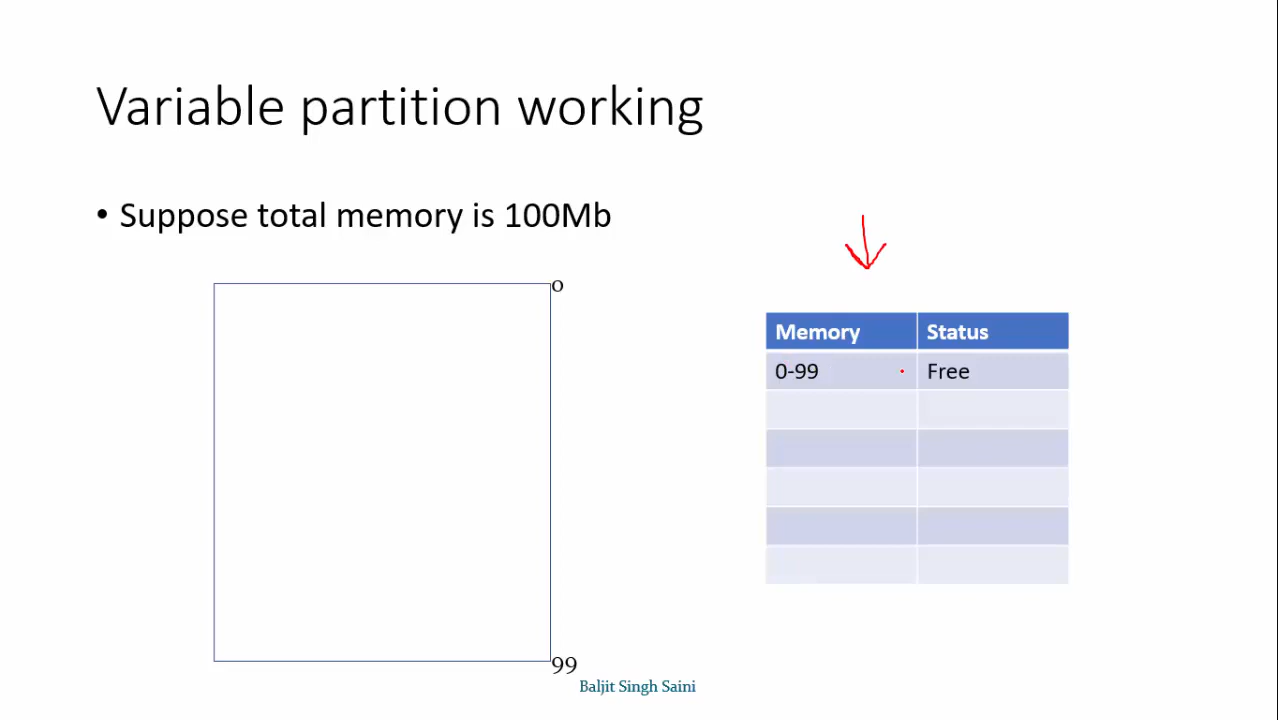 Variable partition working
• Suppose total memory is 100Mb
0
Memory Status
0-99 Free
99
Baljit Singh Saini